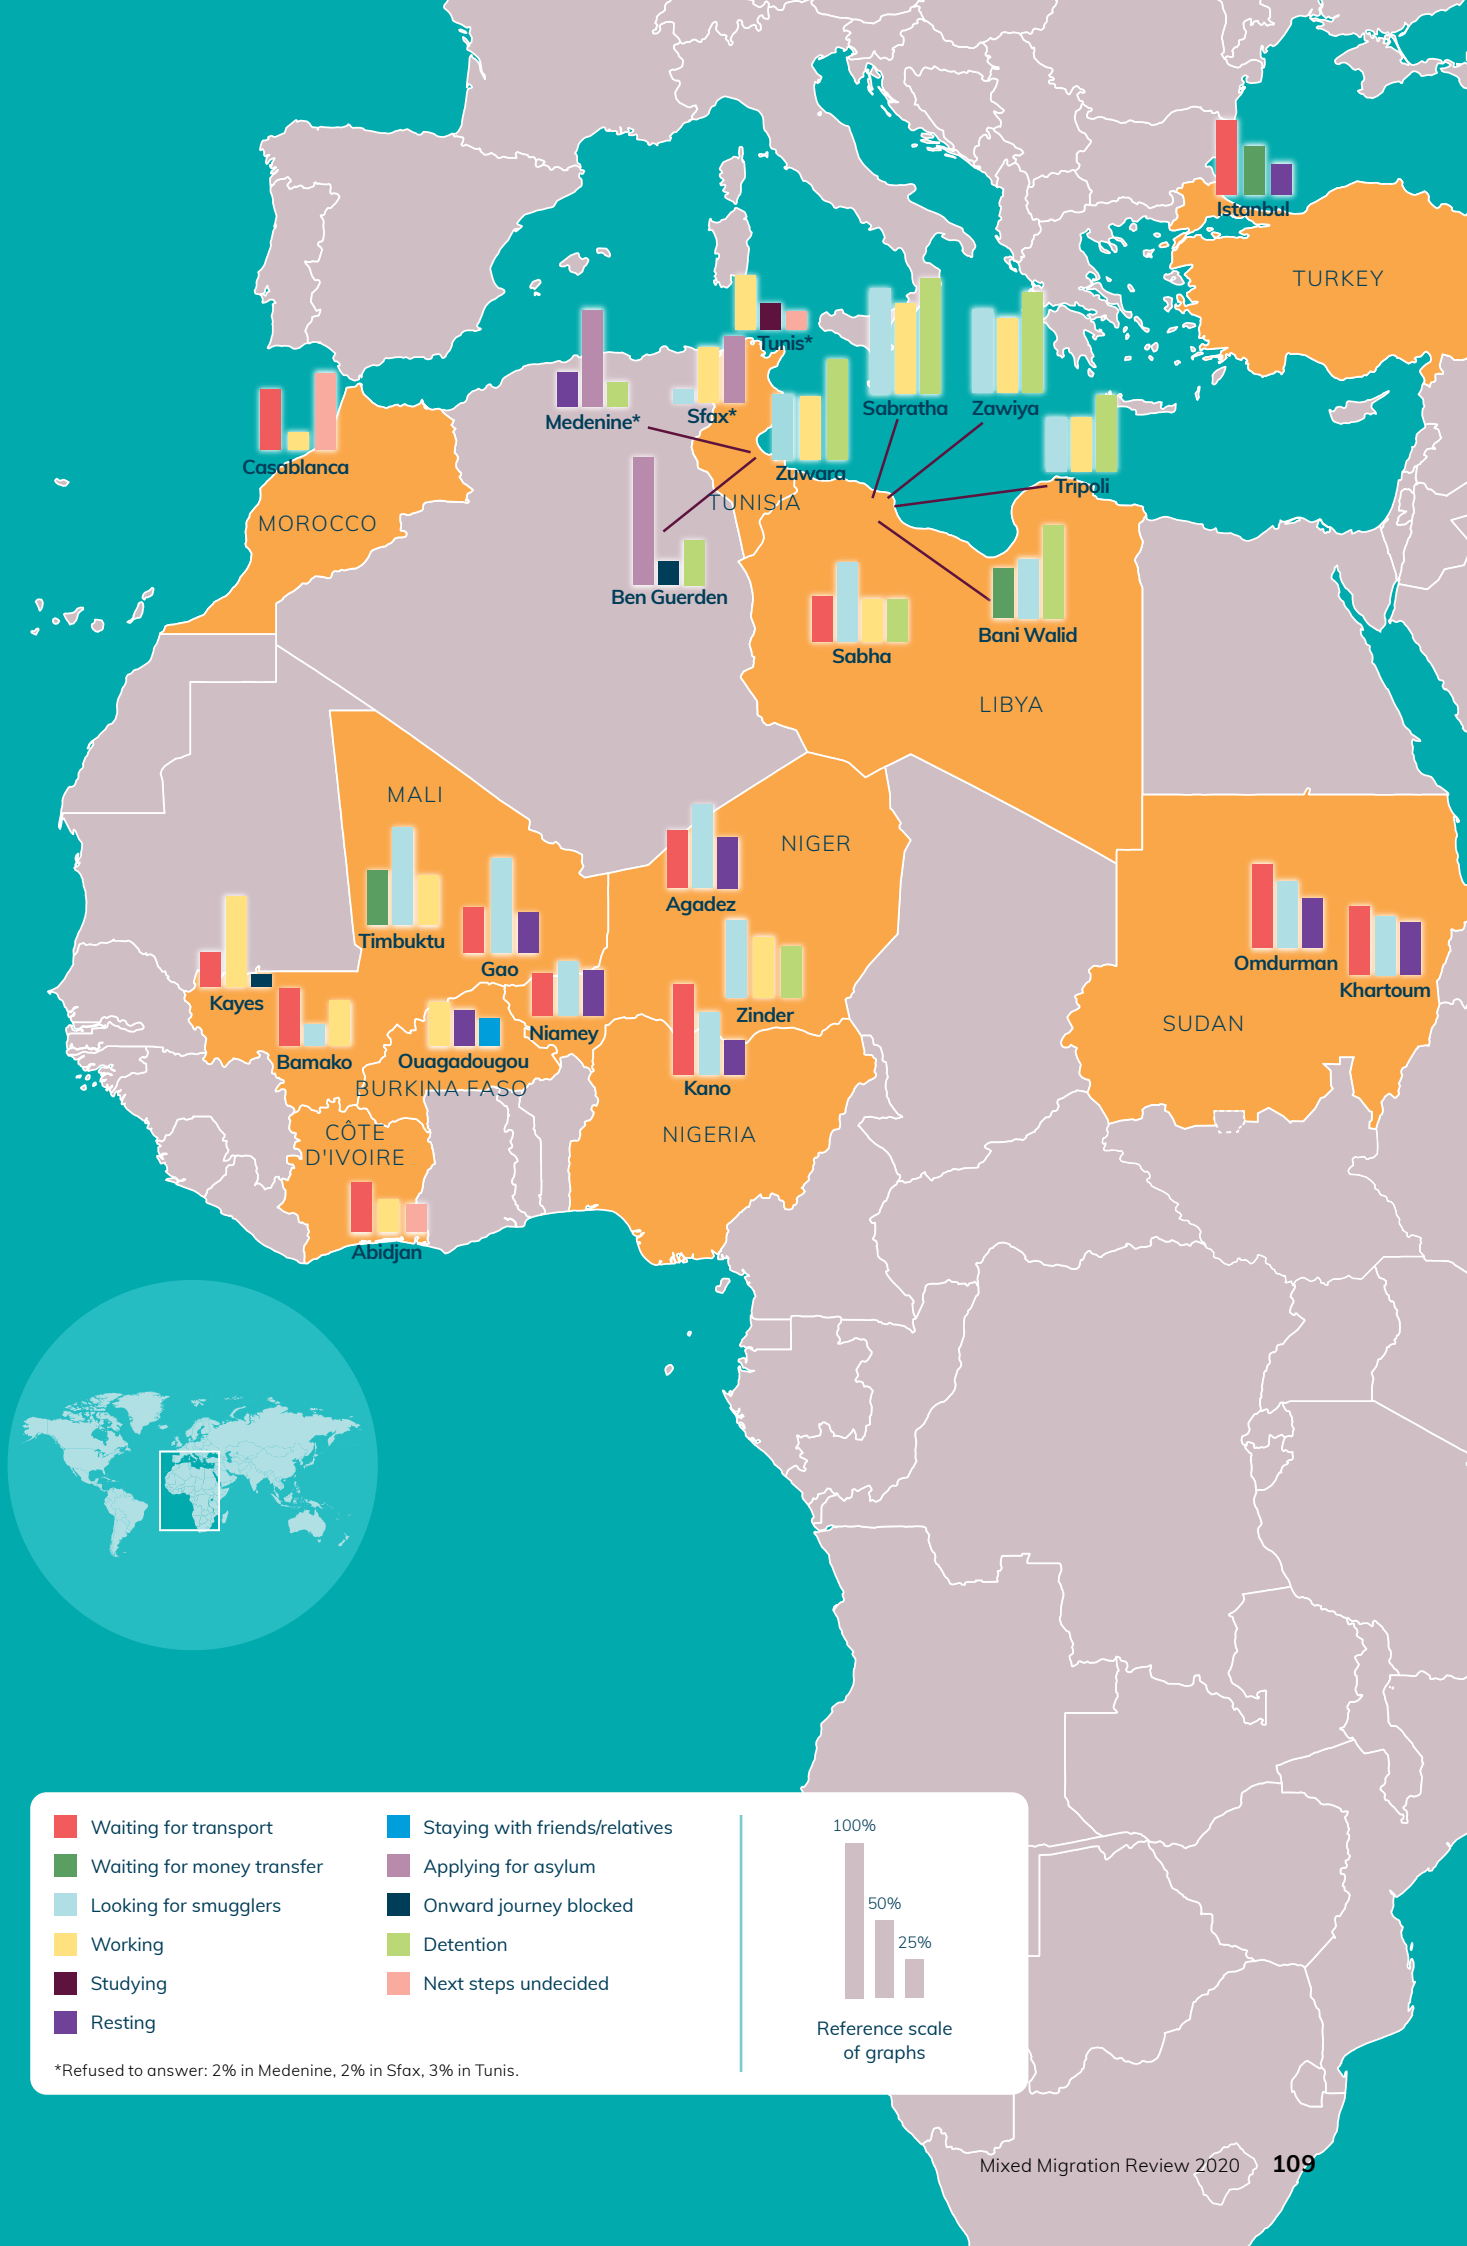 Istanbul
TURKEY
Tunis*
Medenine*
Sfax*
Sabratha
Zawiya
Casablanca
Zuwara
Tripoli
MOROCCO
TUNISIA
Ben Guerden
Bani Walid
Sabha
LIBYA
MALI
NIGER
Agadez
Timbuktu
Gao
Omdurman
Khartoum
Kayes
Zinder
Niamey
SUDAN
Bamako
Ouagadougou
BURKINA FASO
Kano
CÔTE
D'IVOIRE
NIGERIA
Abidjan
Waiting for transport
Waiting for money transfer
Looking for smugglers
Working
Studying
Resting
Staying with friends/relatives
Applying for asylum
Onward journey blocked
Detention
Next steps undecided
100%
50%
25%
Reference scale
of graphs
*Refused to answer: 2% in Medenine, 2% in Sfax, 3% in Tunis.
Mixed Migration Review 2020 109